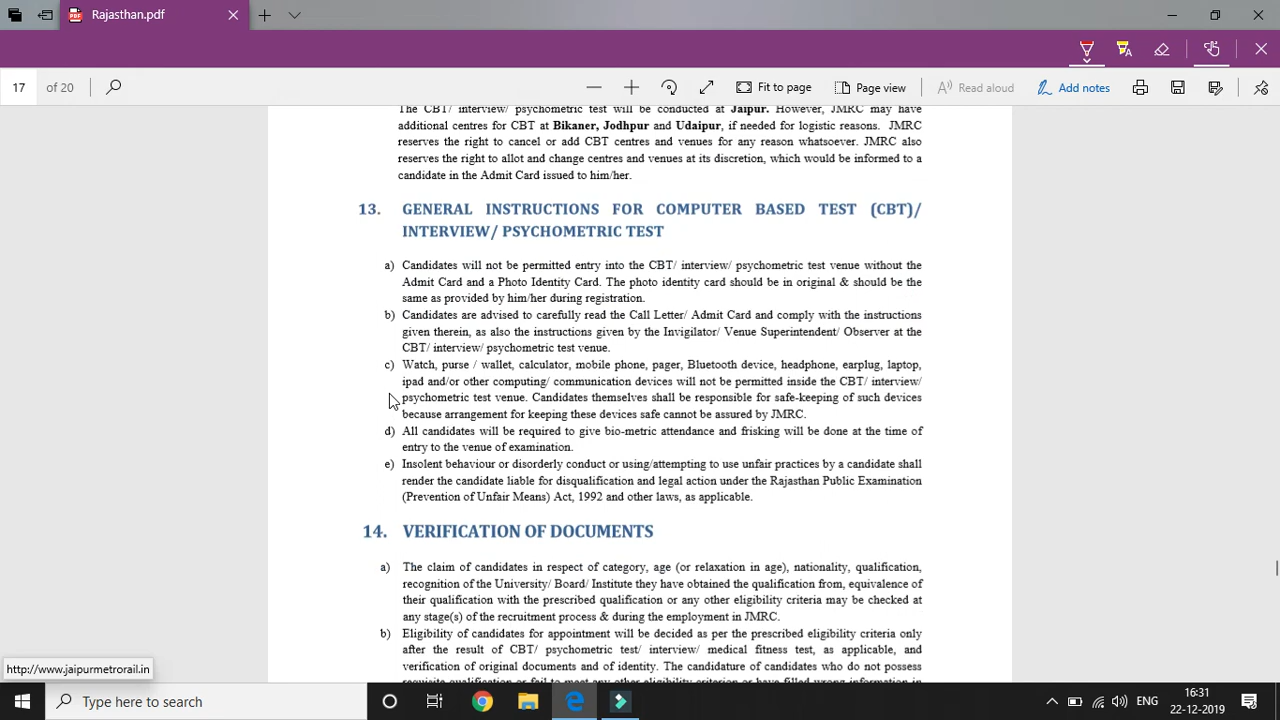 Rajasthan.pdf
17 of 20
Fit to page
Page view
Read aloud
Add notes
The CBT/ interview/ psychometric test will be conducted at Jaipur. However, JMRC may have
additional centres for CBT at Bikaner, Jodhpur and Udaipur, if needed for logistic reasons. JMRC
reserves the right to cancel or add CBT centres and venues for any reason whatsoever. JMRC also
reserves the right to allot and change centres and venues at its discretion, which would be informed to a
candidate in the Admit Card issued to him/her.
13. GENERAL INSTRUCTIONS FOR COMPUTER BASED TEST (CBT)/
INTERVIEW/ PSYCHOMETRIC TEST
a) Candidates will not be permitted entry into the CBT/ interview/ psychometric test venue without the
Admit Card and a Photo Identity Card. The photo identity card should be in original & should be the
same as provided by him/her during registration.
b) Candidates are advised to carefully read the Call Letter/ Admit Card and comply with the instructions
given therein, as also the instructions given by the Invigilator/ Venue Superintendent/ Observer at the
CBT/ interview/ psychometric test venue.
c) Watch, purse / wallet, calculator, mobile phone, pager, Bluetooth device, headphone, earplug, laptop,
ipad and/or other computing/ communication devices will not be permitted inside the CBT/ interview/
psychometric test venue. Candidates themselves shall be responsible for safe-keeping of such devices
because arrangement for keeping these devices safe cannot be assured by JMRC.
d) All candidates will be required to give bio-metric attendance and frisking will be done at the time of
entry to the venue of examination.
e) Insolent behaviour or disorderly conduct or using/attempting to use unfair practices by a candidate shall
render the candidate liable for disqualification and legal action under the Rajasthan Public Examination
(Prevention of Unfair Means) Act, 1992 and other laws, as applicable.
14. VERIFICATION OF DOCUMENTS
a) The claim of candidates in respect of category, age (or relaxation in age), nationality, qualification,
recognition of the University/ Board/ Institute they have obtained the qualification from, equivalence of
their qualification with the prescribed qualification or any other eligibility criteria may be checked at
any stage(s) of the recruitment process & during the employment in JMRC.
b) Eligibility of candidates for appointment will be decided as per the prescribed eligibility criteria only
after the result of CBT/ psychometric test/ interview/ medical fitness test, as applicable, and
verification of original documents and of identity. The candidature of candidates who do not possess
requisite qualification or fail to meet any other eligibility criterion or have filled wrong information in
http://www.jaipurmetrorail.in
Type here to search
ENG
16:31
22-12-2019